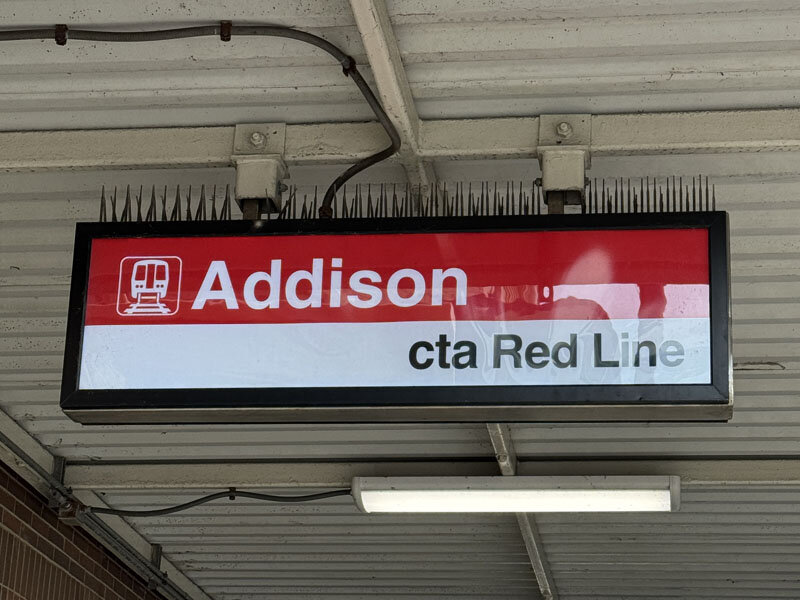 Addison
cta Red Line